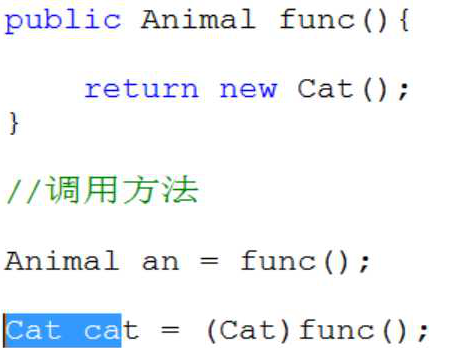 public Animal func(){
return new Cat();
}
//调用方法
Animal an = func();
Cat cat = (Cat)func();